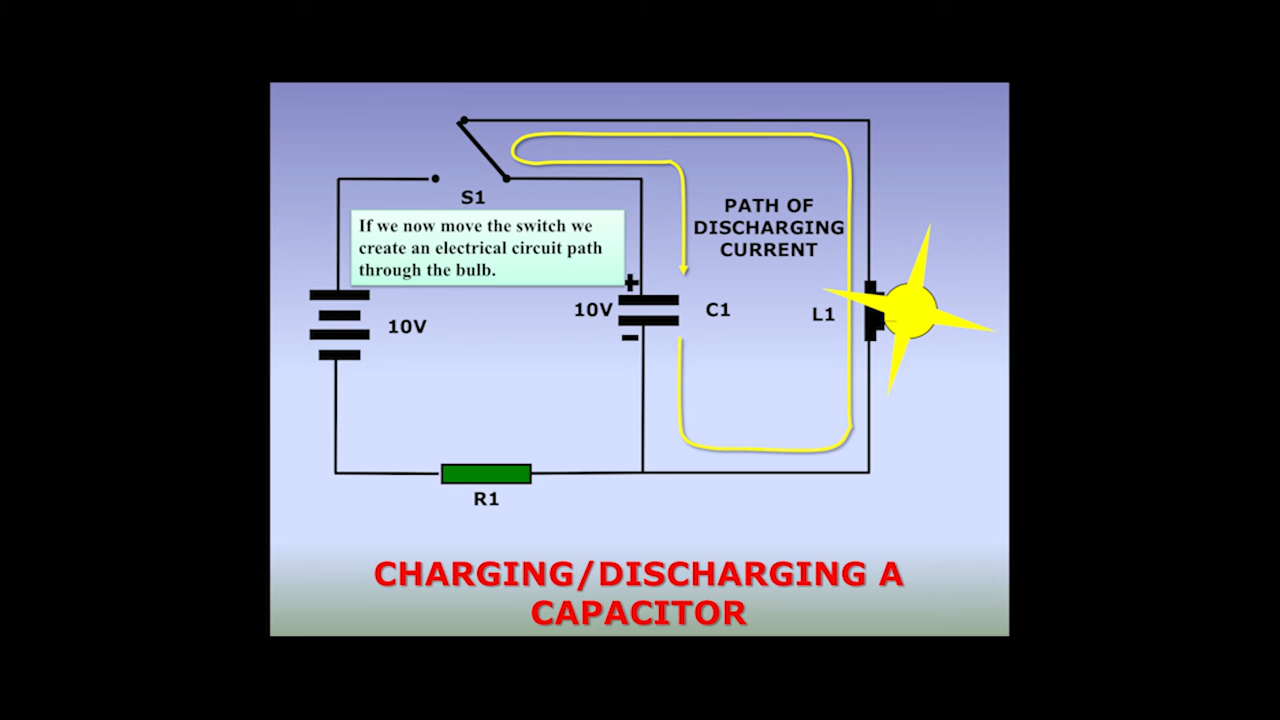 S1
If we now move the switch we
create an electrical circuit path
through the bulb.
PATH OF
DISCHARGING
CURRENT
+
10V
C1
L1
10V
–
R1
CHARGING/DISCHARGING A
CAPACITOR